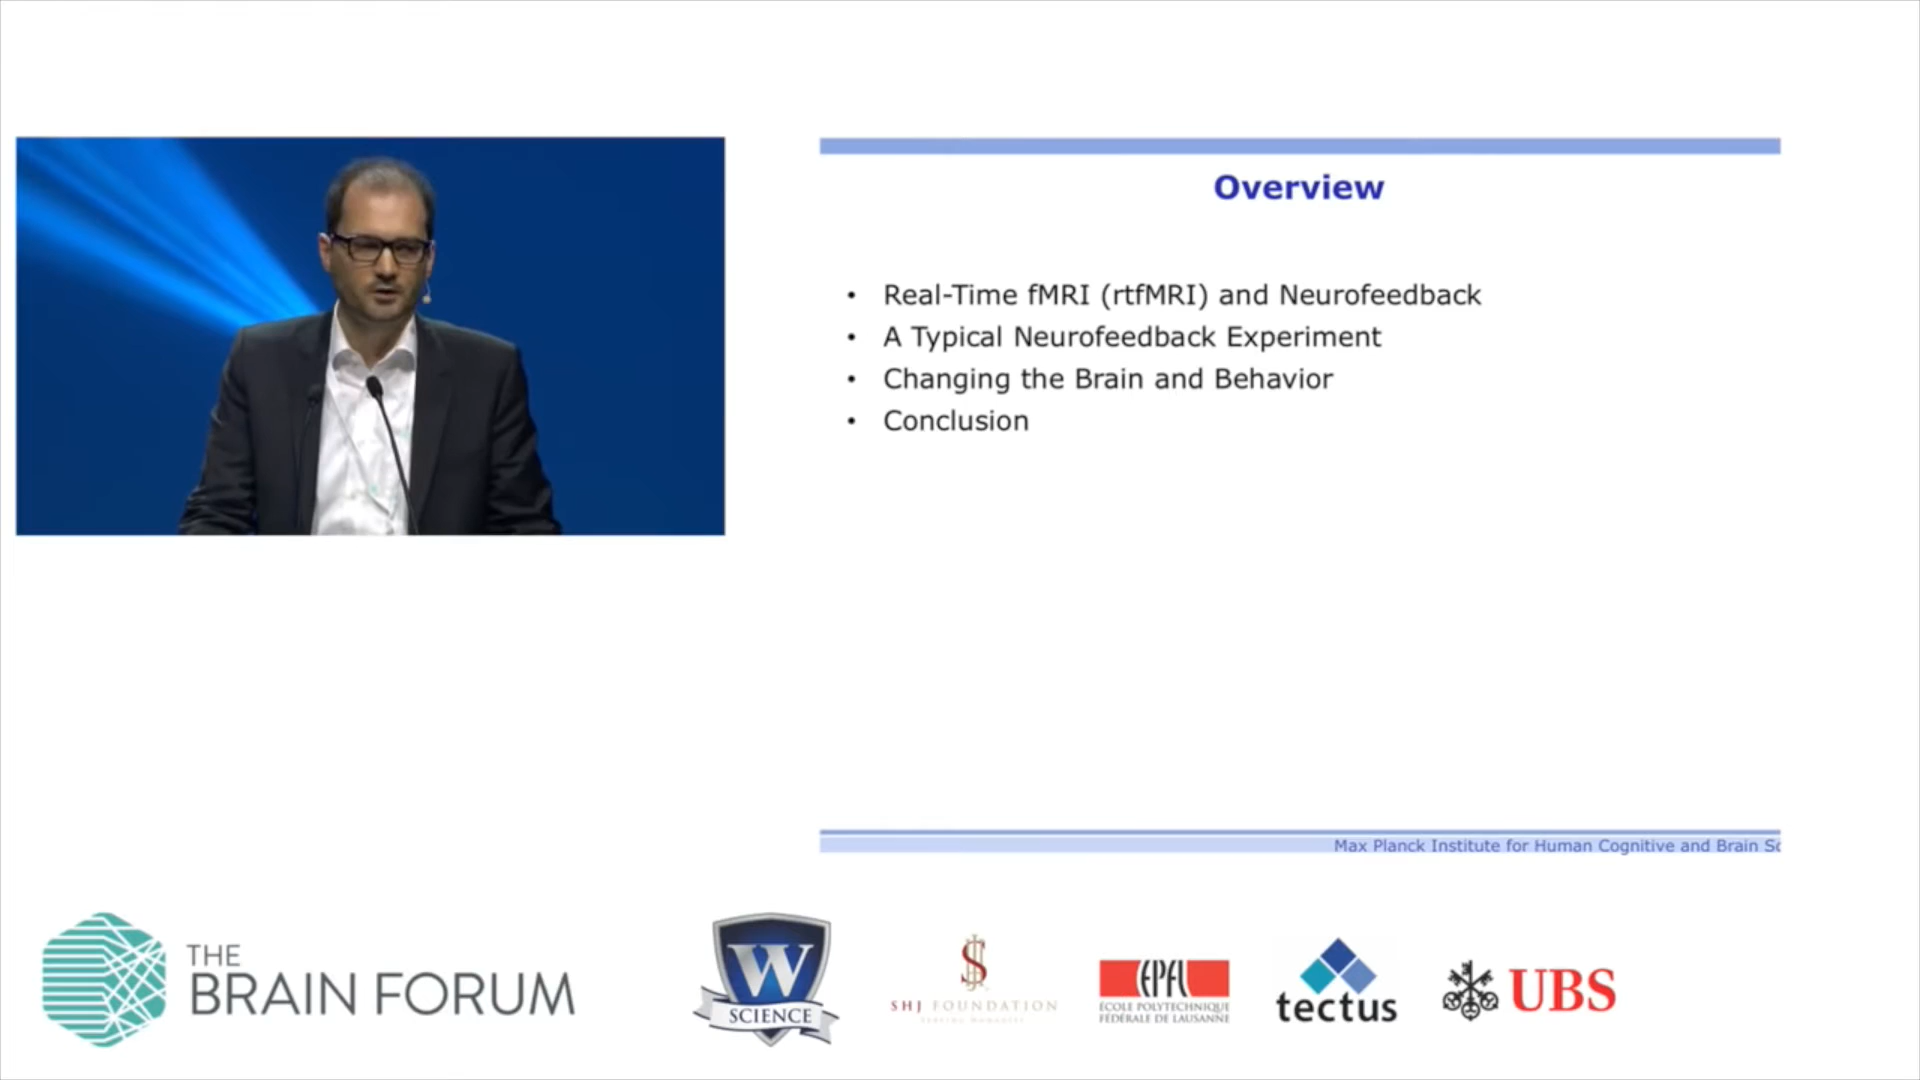 Overview
• Real-Time fMRI (rtfMRI) and Neurofeedback
• A Typical Neurofeedback Experiment
• Changing the Brain and Behavior
• Conclusion
Max Planck Institute for Human Cognitive and Brain Sc
THE
BRAIN FORUM
W
SCIENCE
SHJ FOUNDATION
EPFL
ÉCOLE POLYTECHNIQUE
FÉDÉRALE DE LAUSANNE
tectus
UBS